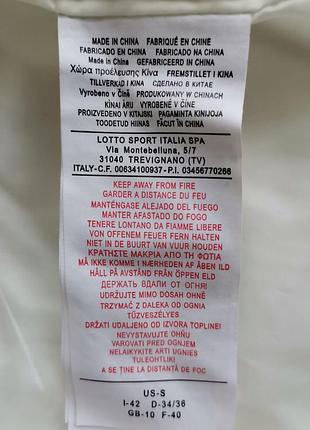 MADE IN CHINA   FABRIQUÉ EN CHINE
FABRICADO EN CHINA   FABRICADO NA CHINA
MADE IN CHINA   GEFABRICEERD IN CHINA
Χώρα προέλευσης Κίνα   FREMSTILLET I KINA
TILLVERKAD I KINA   СДЕЛАНО В КИТАЕ
Vyrobeno v Číně   PRODUKOWANY W CHINACH
KÍNAI ÁRU   VYROBENÉ V ČÍNE
PROIZVEDENO V KITAJSKI   PAGAMINTA KINIJOJA
TOODETUD HIINAS   FĂCUT ÎN CHINA
LOTTO SPORT ITALIA SPA
Via Montebelluna, 5/7
31040 TREVIGNANO (TV)
ITALY-C.F. 00634100937-P.I. 03456770266
KEEP AWAY FROM FIRE
GARDER A DISTANCE DU FEU
MANTÉNGASE ALEJADO DEL FUEGO
MANTER AFASTADO DO FOGO
TENERE LONTANO DA FIAMME LIBERE
VON OFFENEM FEUER FERN HALTEN
NIET IN DE BUURT VAN VUUR HOUDEN
ΚΡΑΤΗΣΤΕ ΜΑΚΡΙΑ ΑΠΟ ΤΗ ΦΩΤΙΑ
MÅ IKKE KOMME I NÆRHEDEN AF ÅBEN ILD
HÅLL PÅ AVSTÅND FRÅN ÖPPEN ELD
ДЕРЖАТЬ ВДАЛИ ОТ ОГНЯ!
UDRŽUJTE MIMO DOSAH OHNĚ
TRZYMAĆ Z DALEKA OD OGNIA
TŰZVESZÉLYES
DRŽATI UDALJENO OD IZVORA TOPLINE!
NEVYSTAVUJTE OHŇU
VAROVATI PRED OGNJEM
NELAIKYKITE ARTI UGNIES
TULEOHTLIKI
A SE ȚINE LA DISTANȚĂ DE FOC
US-S
I-42   D-34/36
GB-10   F-40